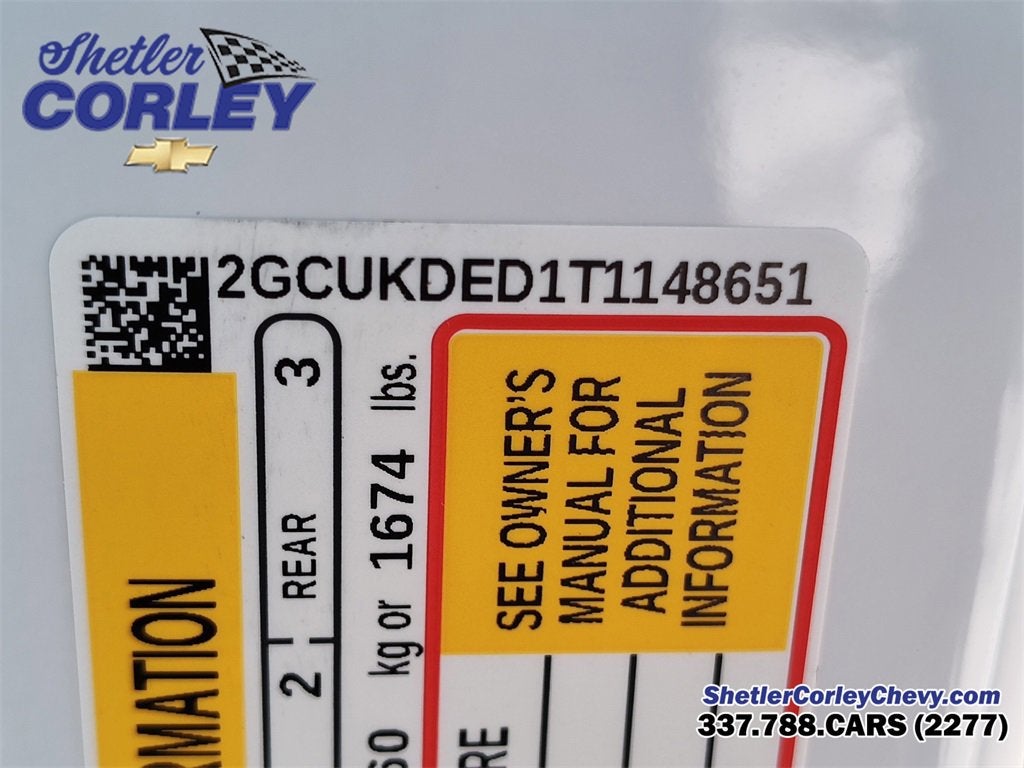 Shetler
CORLEY
2GCUKDED1T1148651
REAR 3
2
kg or 1674 lbs.
SEE OWNER'S
MANUAL FOR
ADDITIONAL
INFORMATION
ShetlerCorleyChevy.com
337.788.CARS (2277)